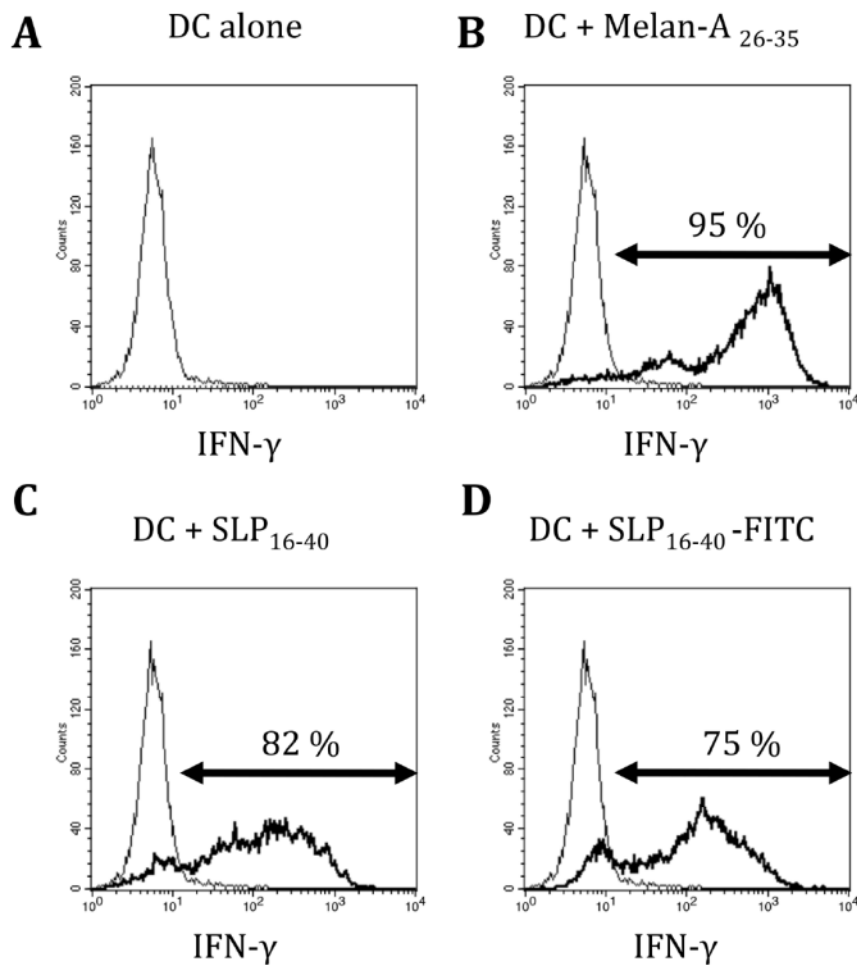 A
DC alone
200
160
120
80
40
0
Counts
10⁰ 10¹ 10² 10³ 10⁴
IFN-γ
B
DC + Melan-A 26-35
200
160
120
80
40
0
Counts
95 %
10⁰ 10¹ 10² 10³ 10⁴
IFN-γ
C
DC + SLP16-40
200
160
120
80
40
0
Counts
82 %
10⁰ 10¹ 10² 10³ 10⁴
IFN-γ
D
DC + SLP16-40 -FITC
200
160
120
80
40
0
Counts
75 %
10⁰ 10¹ 10² 10³ 10⁴
IFN-γ